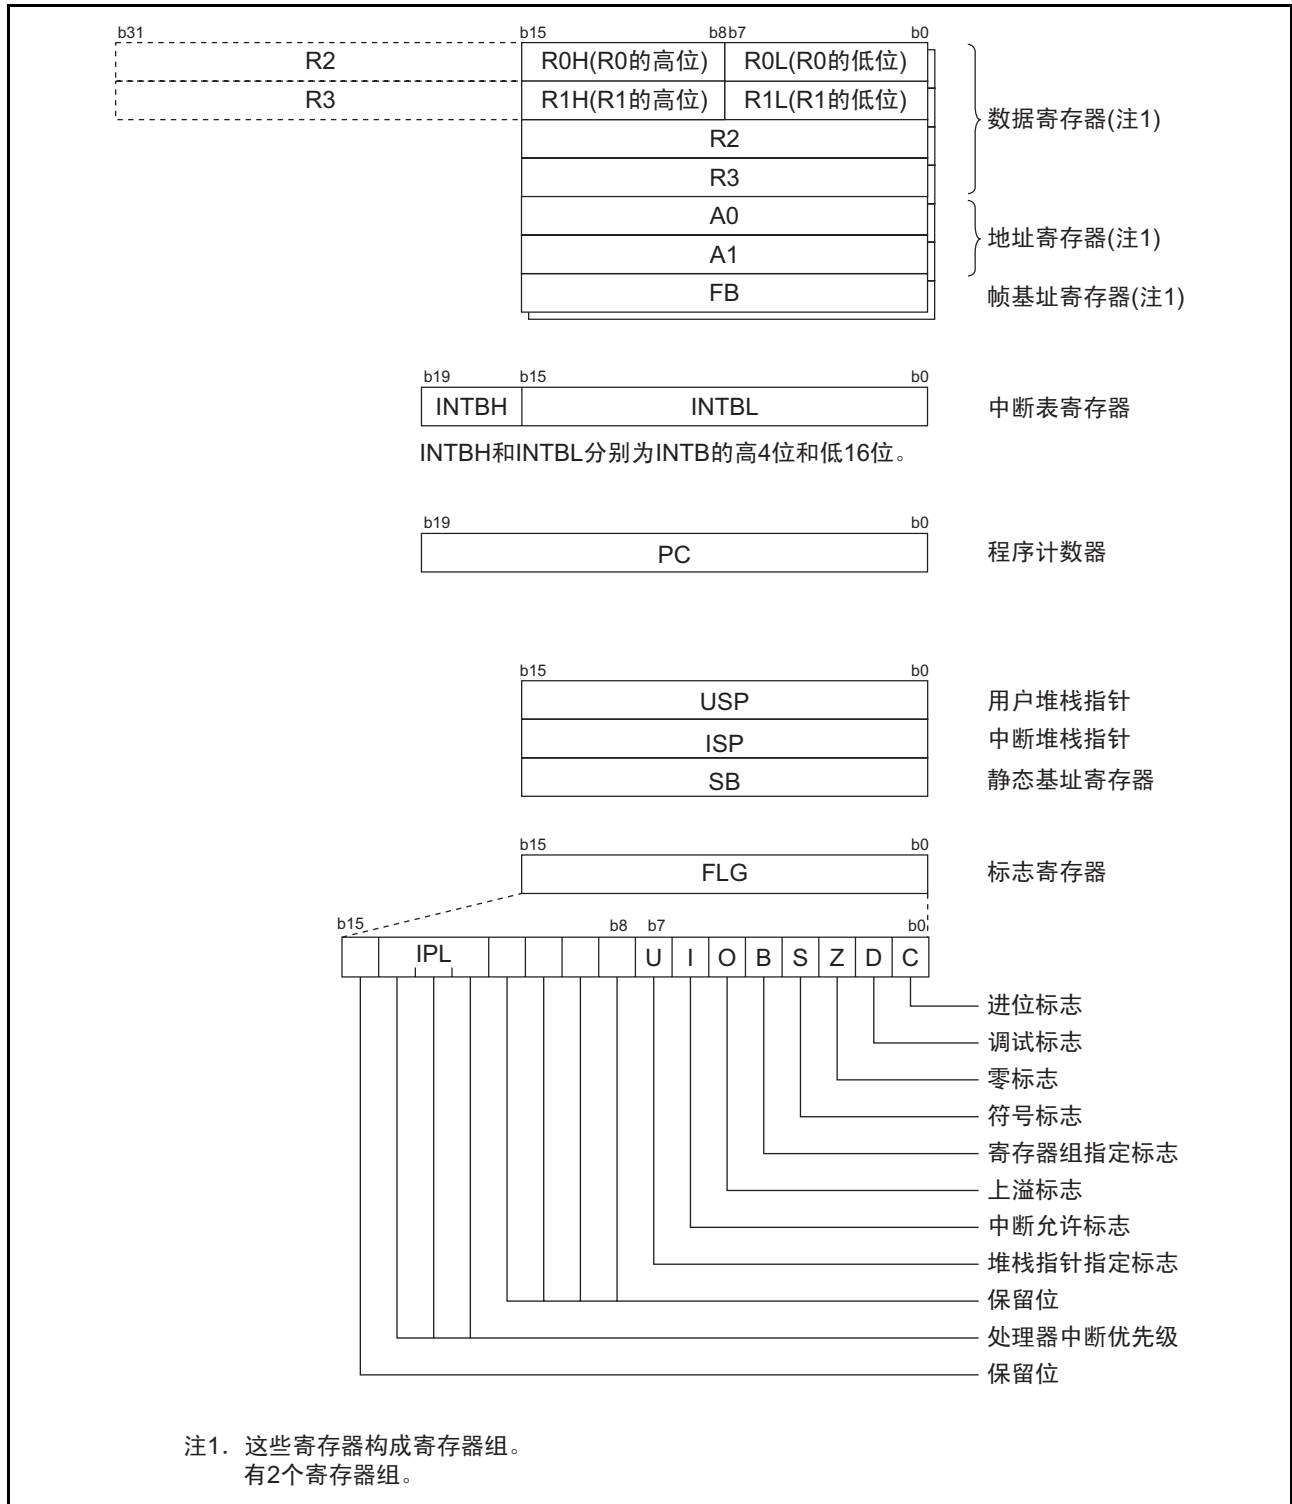 b31 b15 b8b7 b0
R2 R0H(R0的高位) R0L(R0的低位)
R3 R1H(R1的高位) R1L(R1的低位)
数据寄存器(注1)
R2
R3
A0
地址寄存器(注1)
A1
FB
帧基址寄存器(注1)
b19 b15 b0
INTBH INTBL 中断表寄存器
INTBH和INTBL分别为INTB的高4位和低16位。
b19 b0
PC 程序计数器
b15 b0
USP 用户堆栈指针
ISP 中断堆栈指针
SB 静态基址寄存器
b15 b0
FLG 标志寄存器
b15 b8 b7 b0
IPL U I O B S Z D C
进位标志
调试标志
零标志
符号标志
寄存器组指定标志
上溢标志
中断允许标志
堆栈指针指定标志
保留位
处理器中断优先级
保留位
注1. 这些寄存器构成寄存器组。
有2个寄存器组。